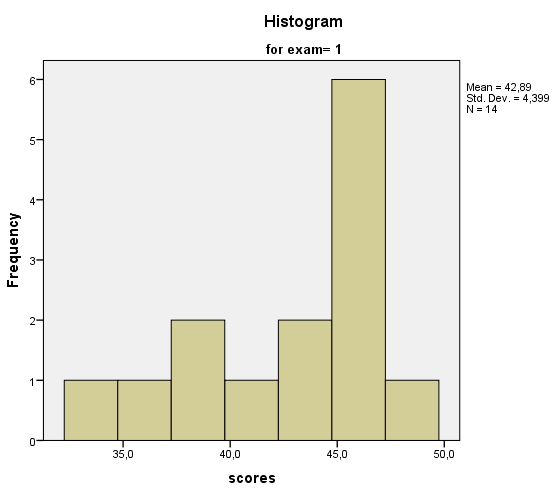 Histogram
for exam= 1
Mean = 42,89
Std. Dev. = 4,399
N = 14
Frequency
6
5
4
3
2
1
0
35,0 40,0 45,0 50,0
scores